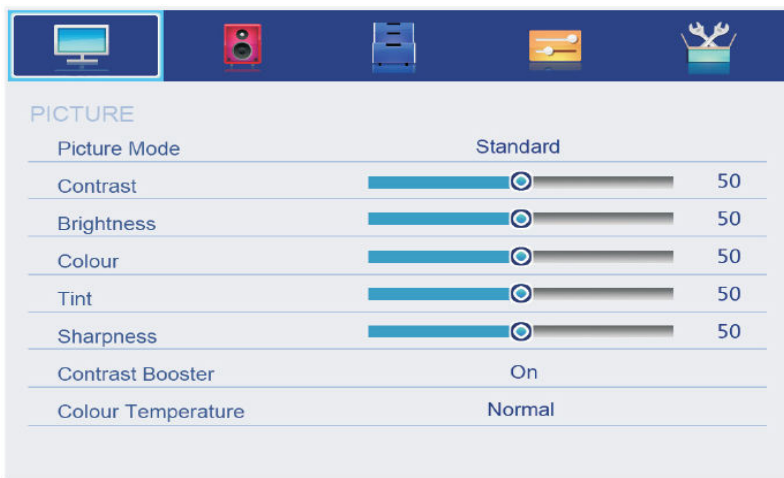 PICTURE
Picture Mode Standard
Contrast 50
Brightness 50
Colour 50
Tint 50
Sharpness 50
Contrast Booster On
Colour Temperature Normal